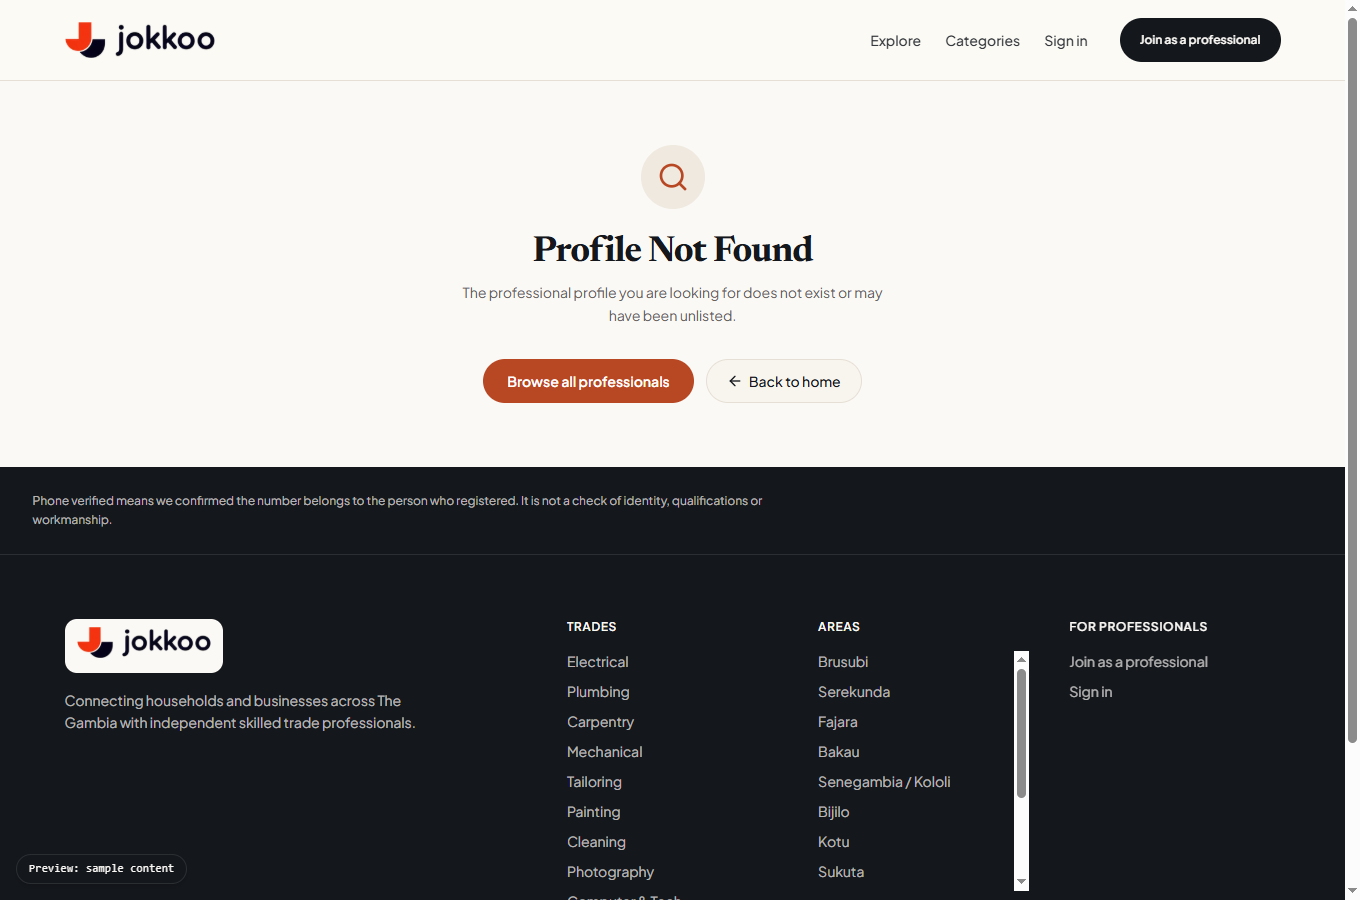 jokkoo
Explore
Categories
Sign in
Join as a professional
Profile Not Found
The professional profile you are looking for does not exist or may
have been unlisted.
Browse all professionals
Back to home
Phone verified means we confirmed the number belongs to the person who registered. It is not a check of identity, qualifications or
workmanship.
jokkoo
Connecting households and businesses across The
Gambia with independent skilled trade professionals.
TRADES
Electrical
Plumbing
Carpentry
Mechanical
Tailoring
Painting
Cleaning
Photography
AREAS
Brusubi
Serekunda
Fajara
Bakau
Senegambia / Kololi
Bijilo
Kotu
Sukuta
FOR PROFESSIONALS
Join as a professional
Sign in
Preview: sample content